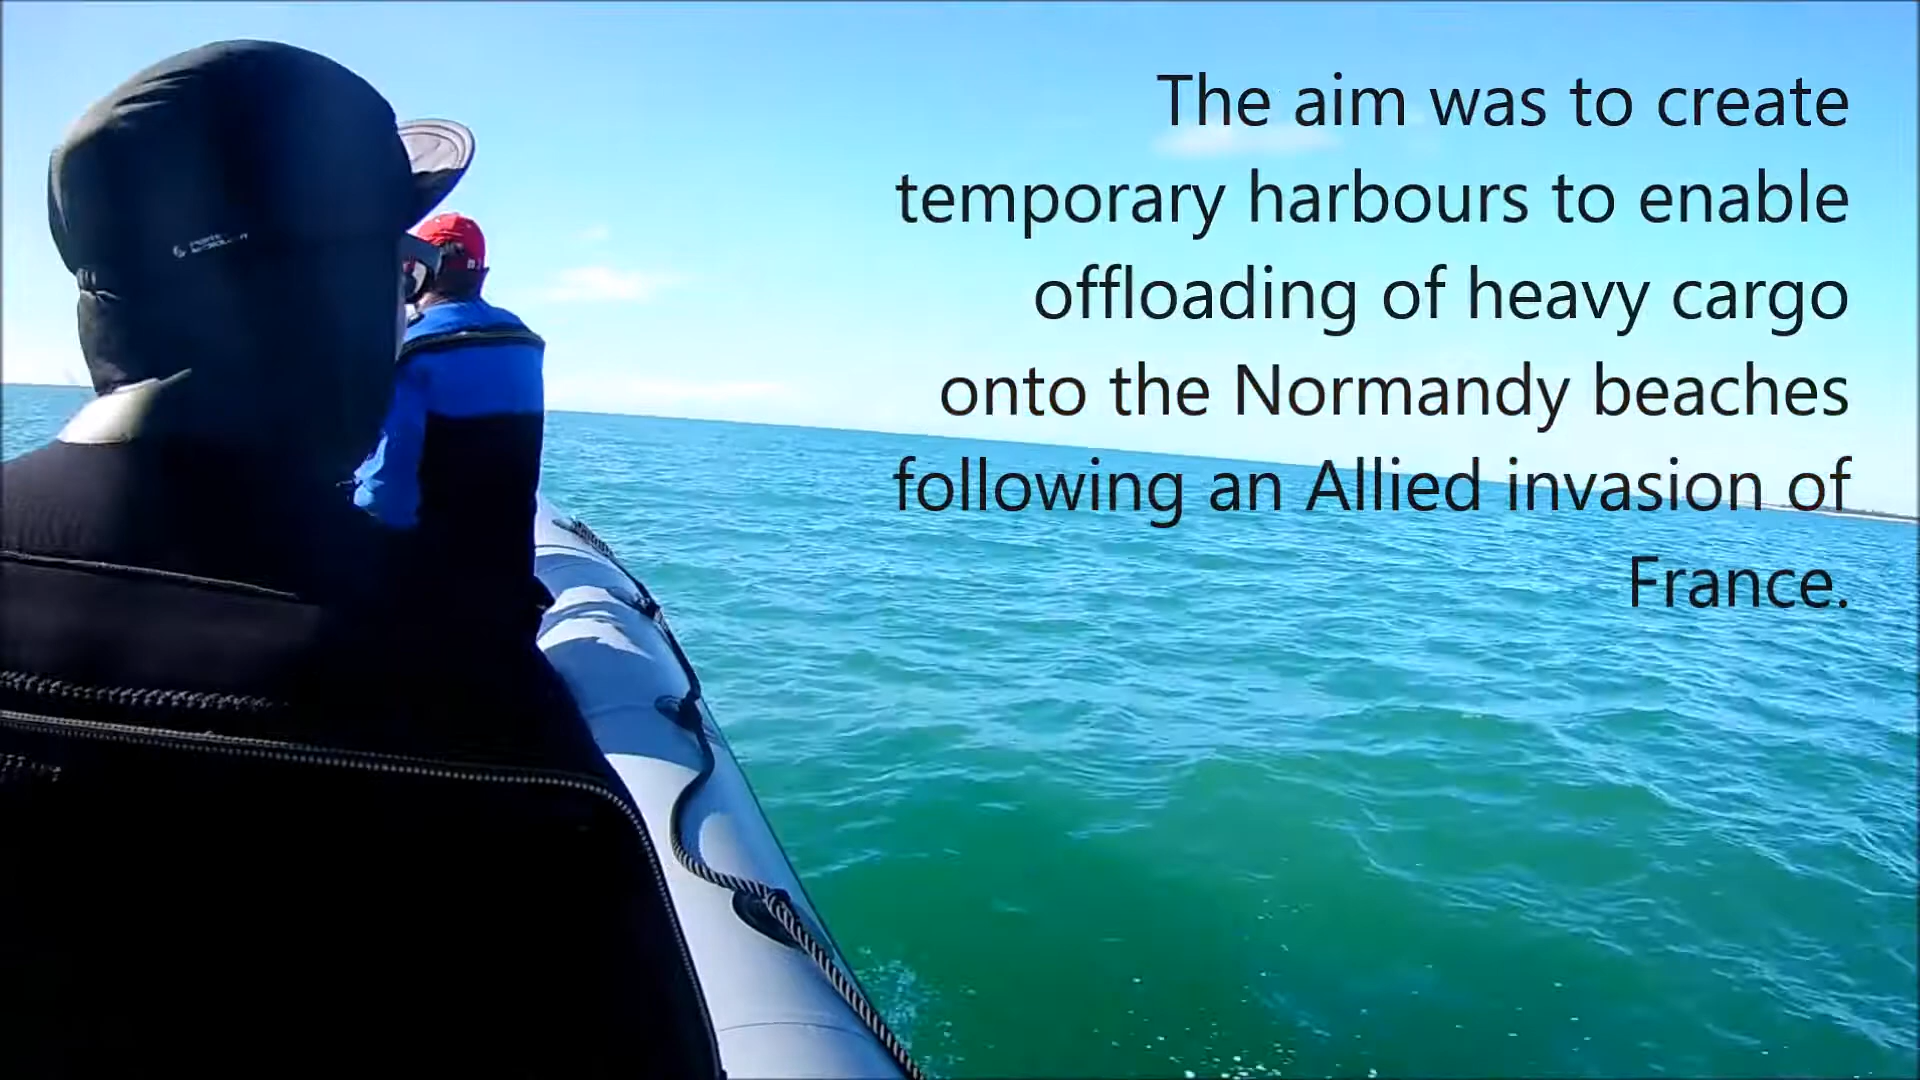 The aim was to create
temporary harbours to enable
offloading of heavy cargo
onto the Normandy beaches
following an Allied invasion of
France.